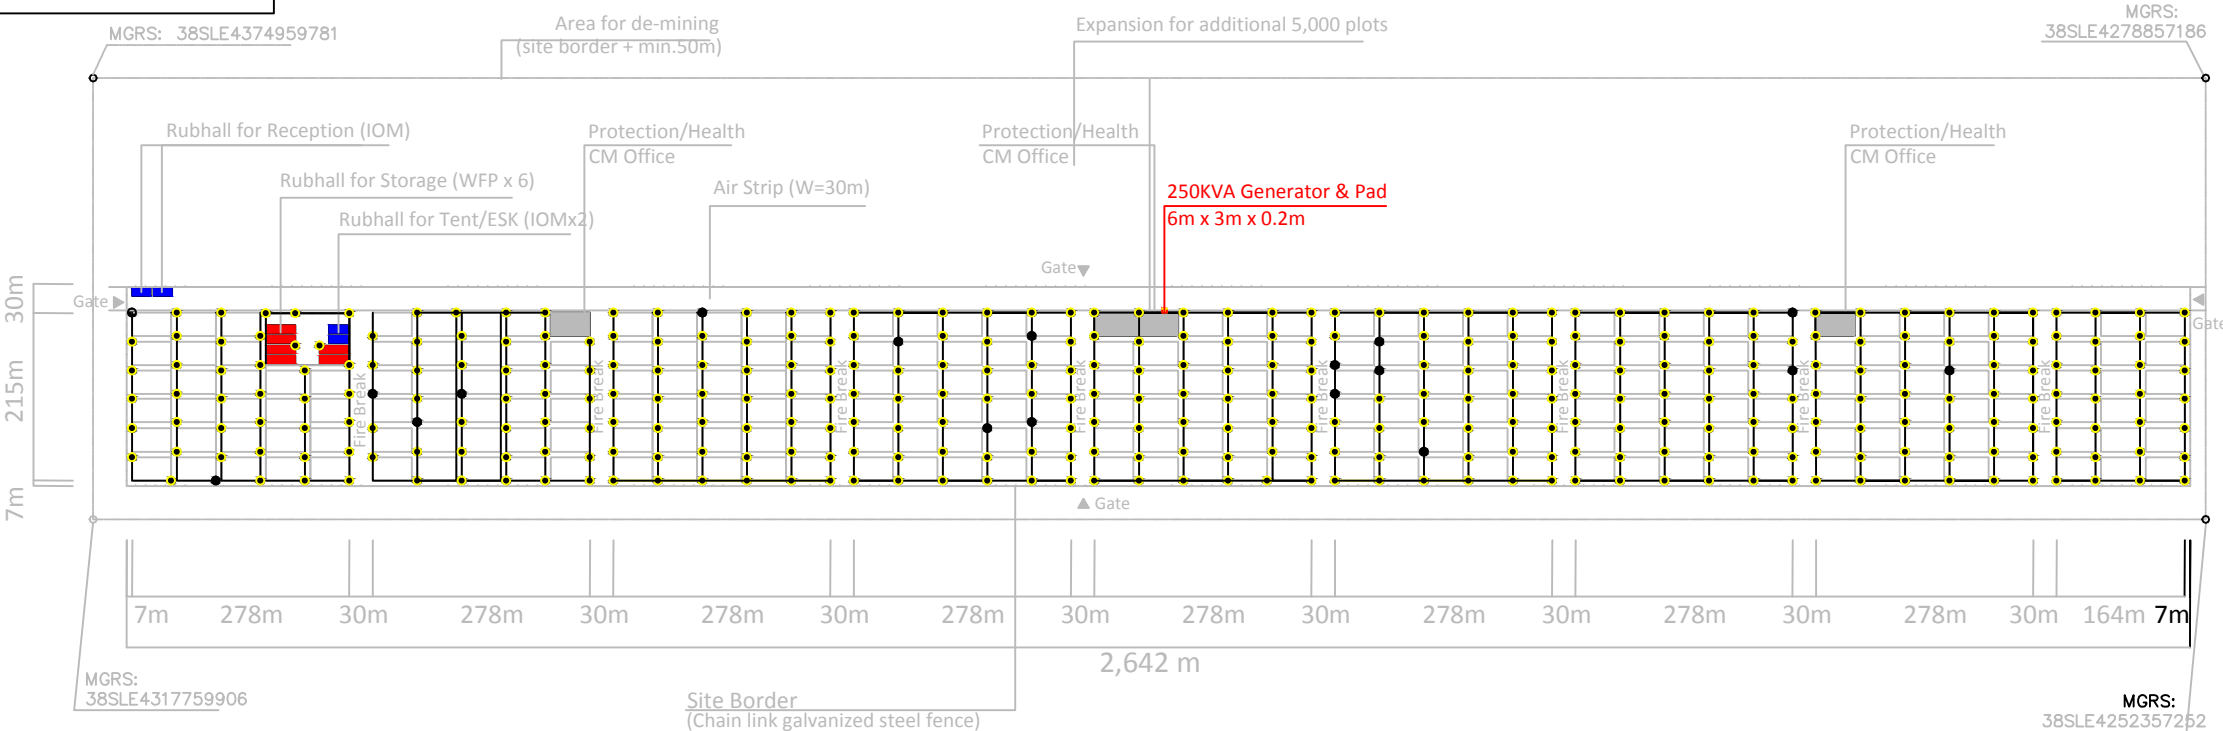 MGRS: 38SLE4374959781
Area for de-mining
(site border + min.50m)
Expansion for additional 5,000 plots
MGRS:
38SLE4278857186
Rubhall for Reception (IOM)
Protection/Health
CM Office
Protection/Health
CM Office
Protection/Health
CM Office
Rubhall for Storage (WFP x 6)
Rubhall for Tent/ESK (IOMx2)
Air Strip (W=30m)
250KVA Generator & Pad
6m x 3m x 0.2m
Gate
Gate
Gate
30m
215m
7m
Fire Break
Fire Break
Fire Break
Fire Break
Fire Break
Fire Break
Fire Break
Fire Break
Gate
7m 278m 30m 278m 30m 278m 30m 278m 30m 278m 30m 278m 30m 278m 30m 278m 30m 164m 7m
2,642 m
MGRS:
38SLE4317759906
Site Border
(Chain link galvanized steel fence)
MGRS:
38SLE4252357252